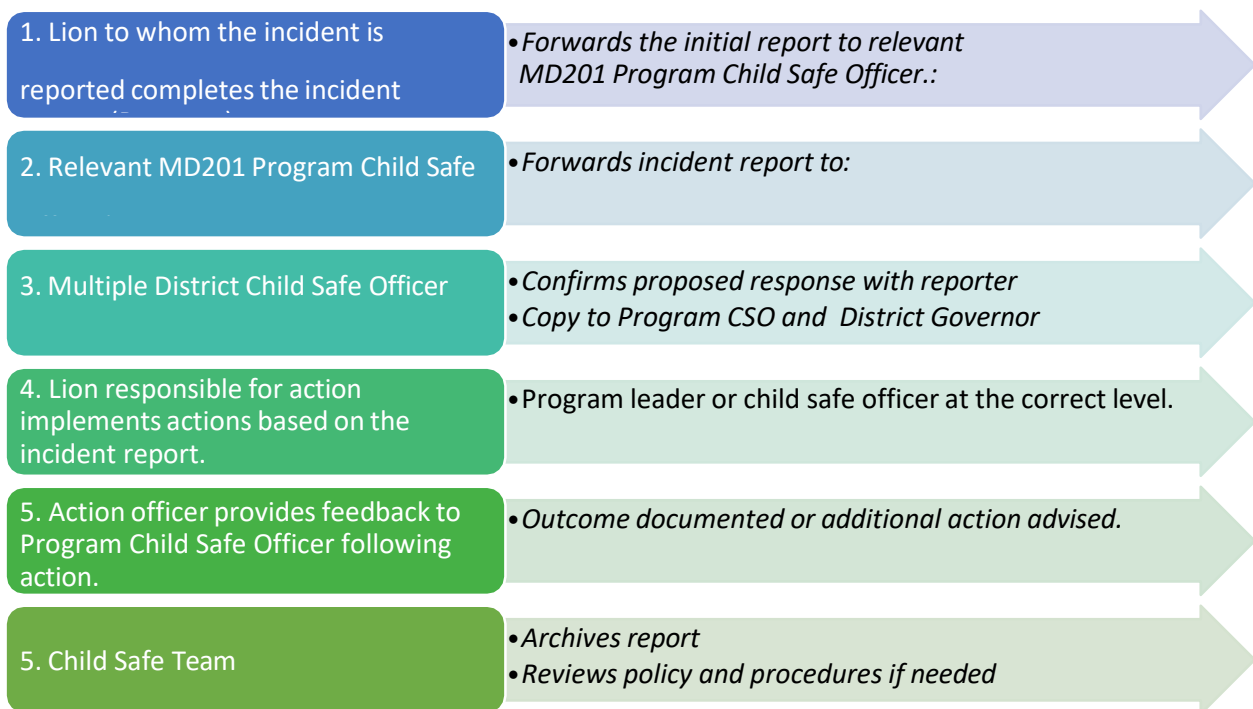 1. Lion to whom the incident is
reported completes the incident
•Forwards the initial report to relevant
MD201 Program Child Safe Officer.:
2. Relevant MD201 Program Child Safe
•Forwards incident report to:
3. Multiple District Child Safe Officer
•Confirms proposed response with reporter
•Copy to Program CSO and District Governor
4. Lion responsible for action
implements actions based on the
incident report.
•Program leader or child safe officer at the correct level.
5. Action officer provides feedback to
Program Child Safe Officer following
action.
•Outcome documented or additional action advised.
5. Child Safe Team
•Archives report
•Reviews policy and procedures if needed